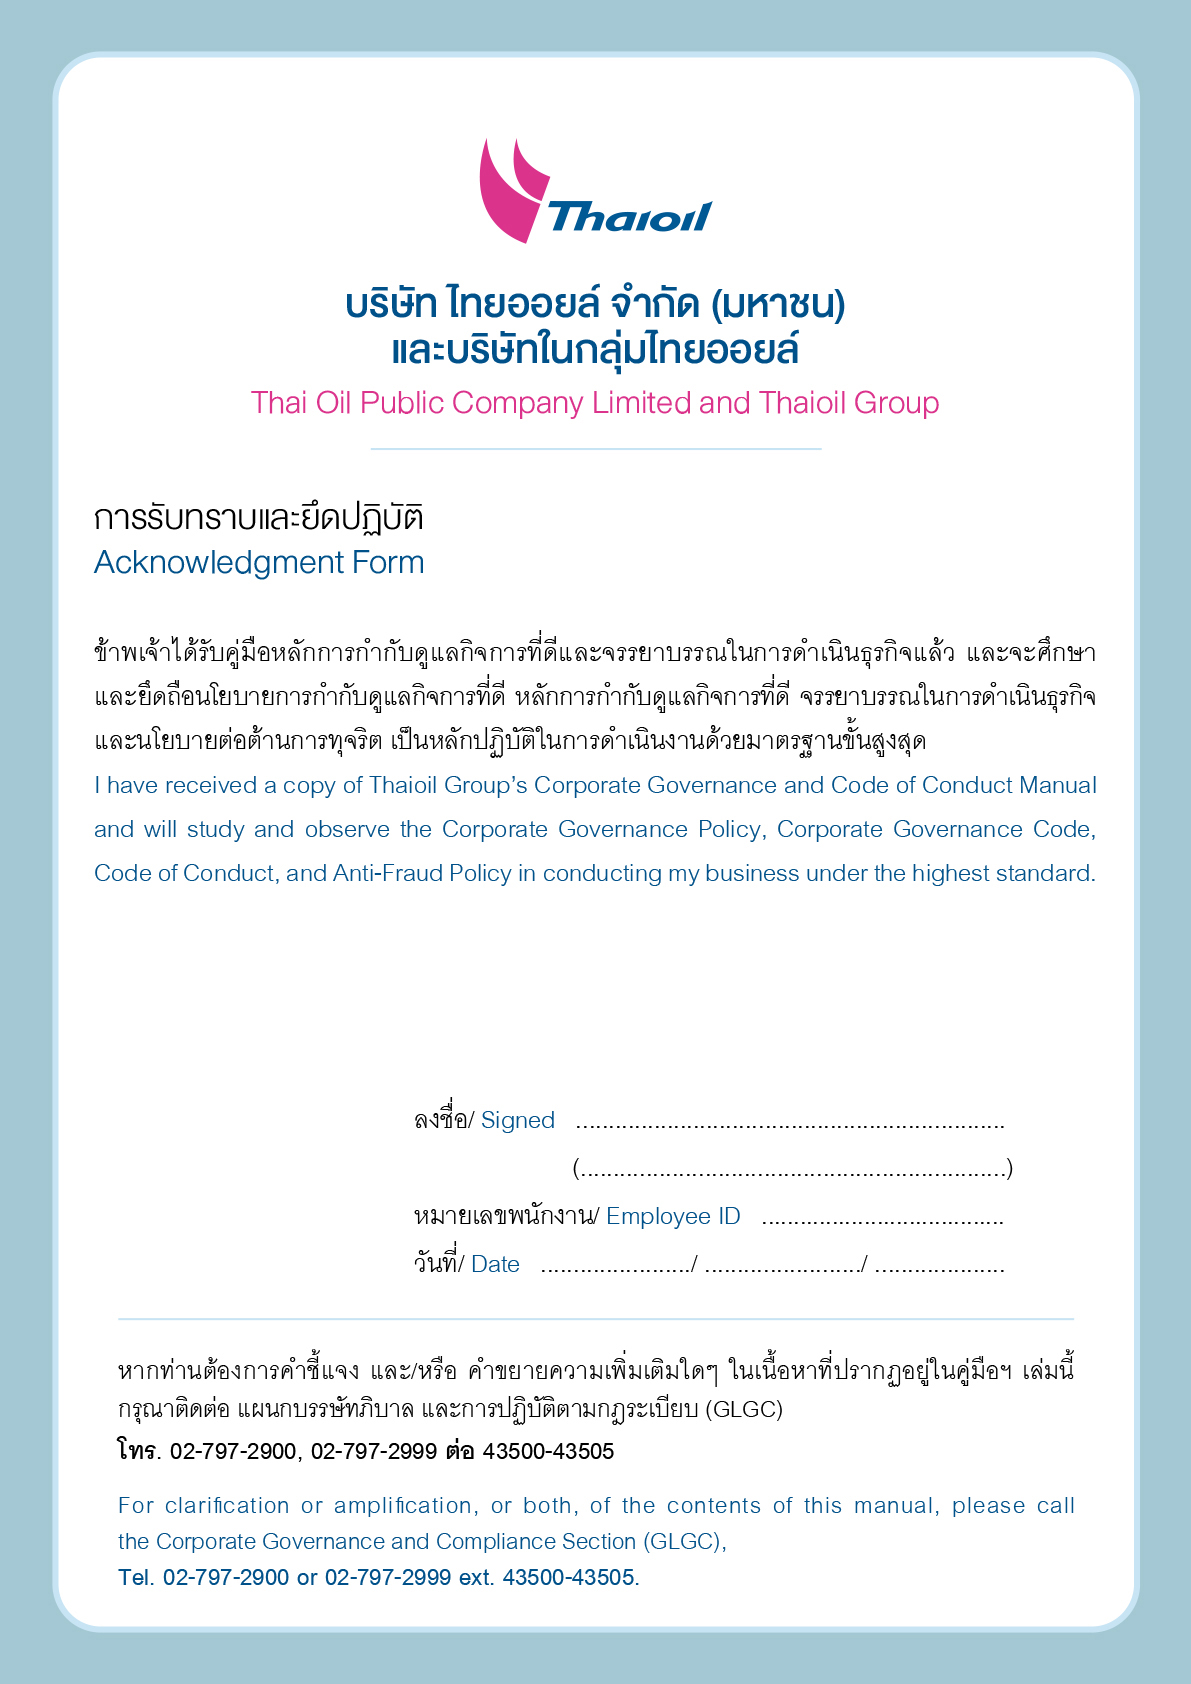 Thaioil
บริษัท ไทยออยล์ จำกัด (มหาชน)
และบริษัทในกลุ่มไทยออยล์
Thai Oil Public Company Limited and Thaioil Group
การรับทราบและยึดปฏิบัติ
Acknowledgment Form
ข้าพเจ้าได้รับคู่มือหลักการกำกับดูแลกิจการที่ดีและจรรยาบรรณในการดำเนินธุรกิจแล้ว และจะศึกษา
และยึดถือนโยบายการกำกับดูแลกิจการที่ดี หลักการกำกับดูแลกิจการที่ดี จรรยาบรรณในการดำเนินธุรกิจ
และนโยบายต่อต้านการทุจริต เป็นหลักปฏิบัติในการดำเนินงานด้วยมาตรฐานขั้นสูงสุด
I have received a copy of Thaioil Group’s Corporate Governance and Code of Conduct Manual
and will study and observe the Corporate Governance Policy, Corporate Governance Code,
Code of Conduct, and Anti-Fraud Policy in conducting my business under the highest standard.
ลงชื่อ/ Signed ..................................................................
(.................................................................)
หมายเลขพนักงาน/ Employee ID ......................................
วันที่/ Date ......................./ ......................../ ....................
หากท่านต้องการคำชี้แจง และ/หรือ คำขยายความเพิ่มเติมใดๆ ในเนื้อหาที่ปรากฏอยู่ในคู่มือฯ เล่มนี้
กรุณาติดต่อ แผนกบรรษัทภิบาล และการปฏิบัติตามกฎระเบียบ (GLGC)
โทร. 02-797-2900, 02-797-2999 ต่อ 43500-43505
For clarification or amplification, or both, of the contents of this manual, please call
the Corporate Governance and Compliance Section (GLGC),
Tel. 02-797-2900 or 02-797-2999 ext. 43500-43505.